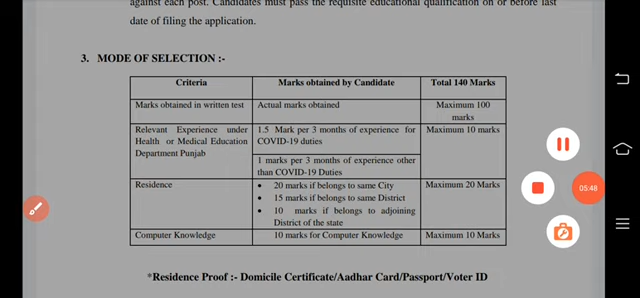 against each post. Candidates must pass the requisite educational qualification on or before last
date of filing the application.
3. MODE OF SELECTION :-
Criteria Marks obtained by Candidate Total 140 Marks
Marks obtained in written test Actual marks obtained Maximum 100 marks
Relevant Experience under Health or Medical Education Department Punjab
1.5 Mark per 3 months of experience for COVID-19 duties
Maximum 10 marks
1 marks per 3 months of experience other than COVID-19 Duties
Residence
• 20 marks if belongs to same City
• 15 marks if belongs to same District
• 10 marks if belongs to adjoining District of the state
Maximum 20 Marks
Computer Knowledge 10 marks for Computer Knowledge Maximum 10 Marks
*Residence Proof :- Domicile Certificate/Aadhar Card/Passport/Voter ID
05:48